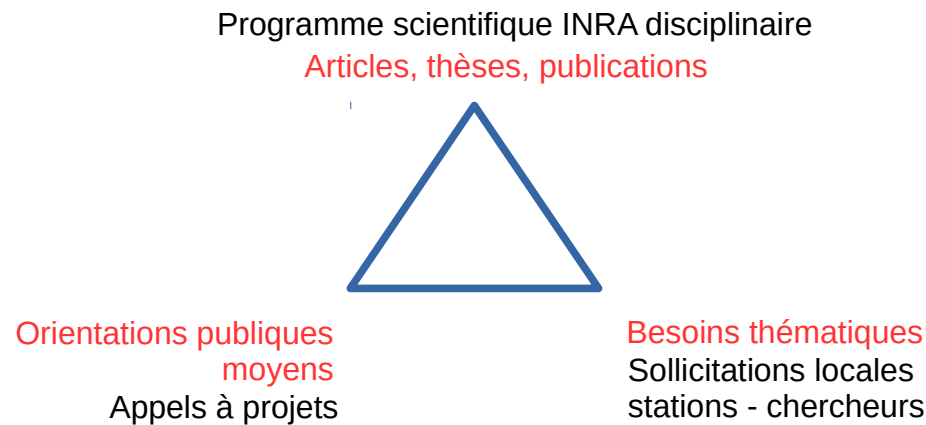 Programme scientifique INRA disciplinaire
Articles, thèses, publications
Orientations publiques
moyens
Appels à projets
Besoins thématiques
Sollicitations locales
stations - chercheurs